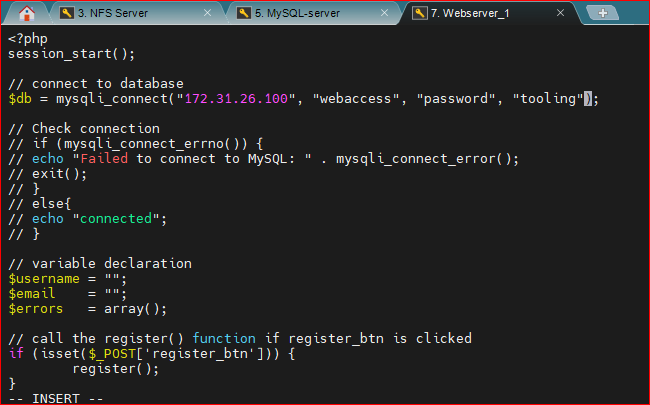 3. NFS Server
5. MySQL-server
7. Webserver_1
<?php
session_start();
// connect to database
$db = mysqli_connect("172.31.26.100", "webaccess", "password", "tooling");
// Check connection
// if (mysqli_connect_errno()) {
// echo "Failed to connect to MySQL: " . mysqli_connect_error();
// exit();
// }
// else{
// echo "connected";
// }
// variable declaration
$username = "";
$email    = "";
$errors   = array();
// call the register() function if register_btn is clicked
if (isset($_POST['register_btn'])) {
        register();
}
-- INSERT --